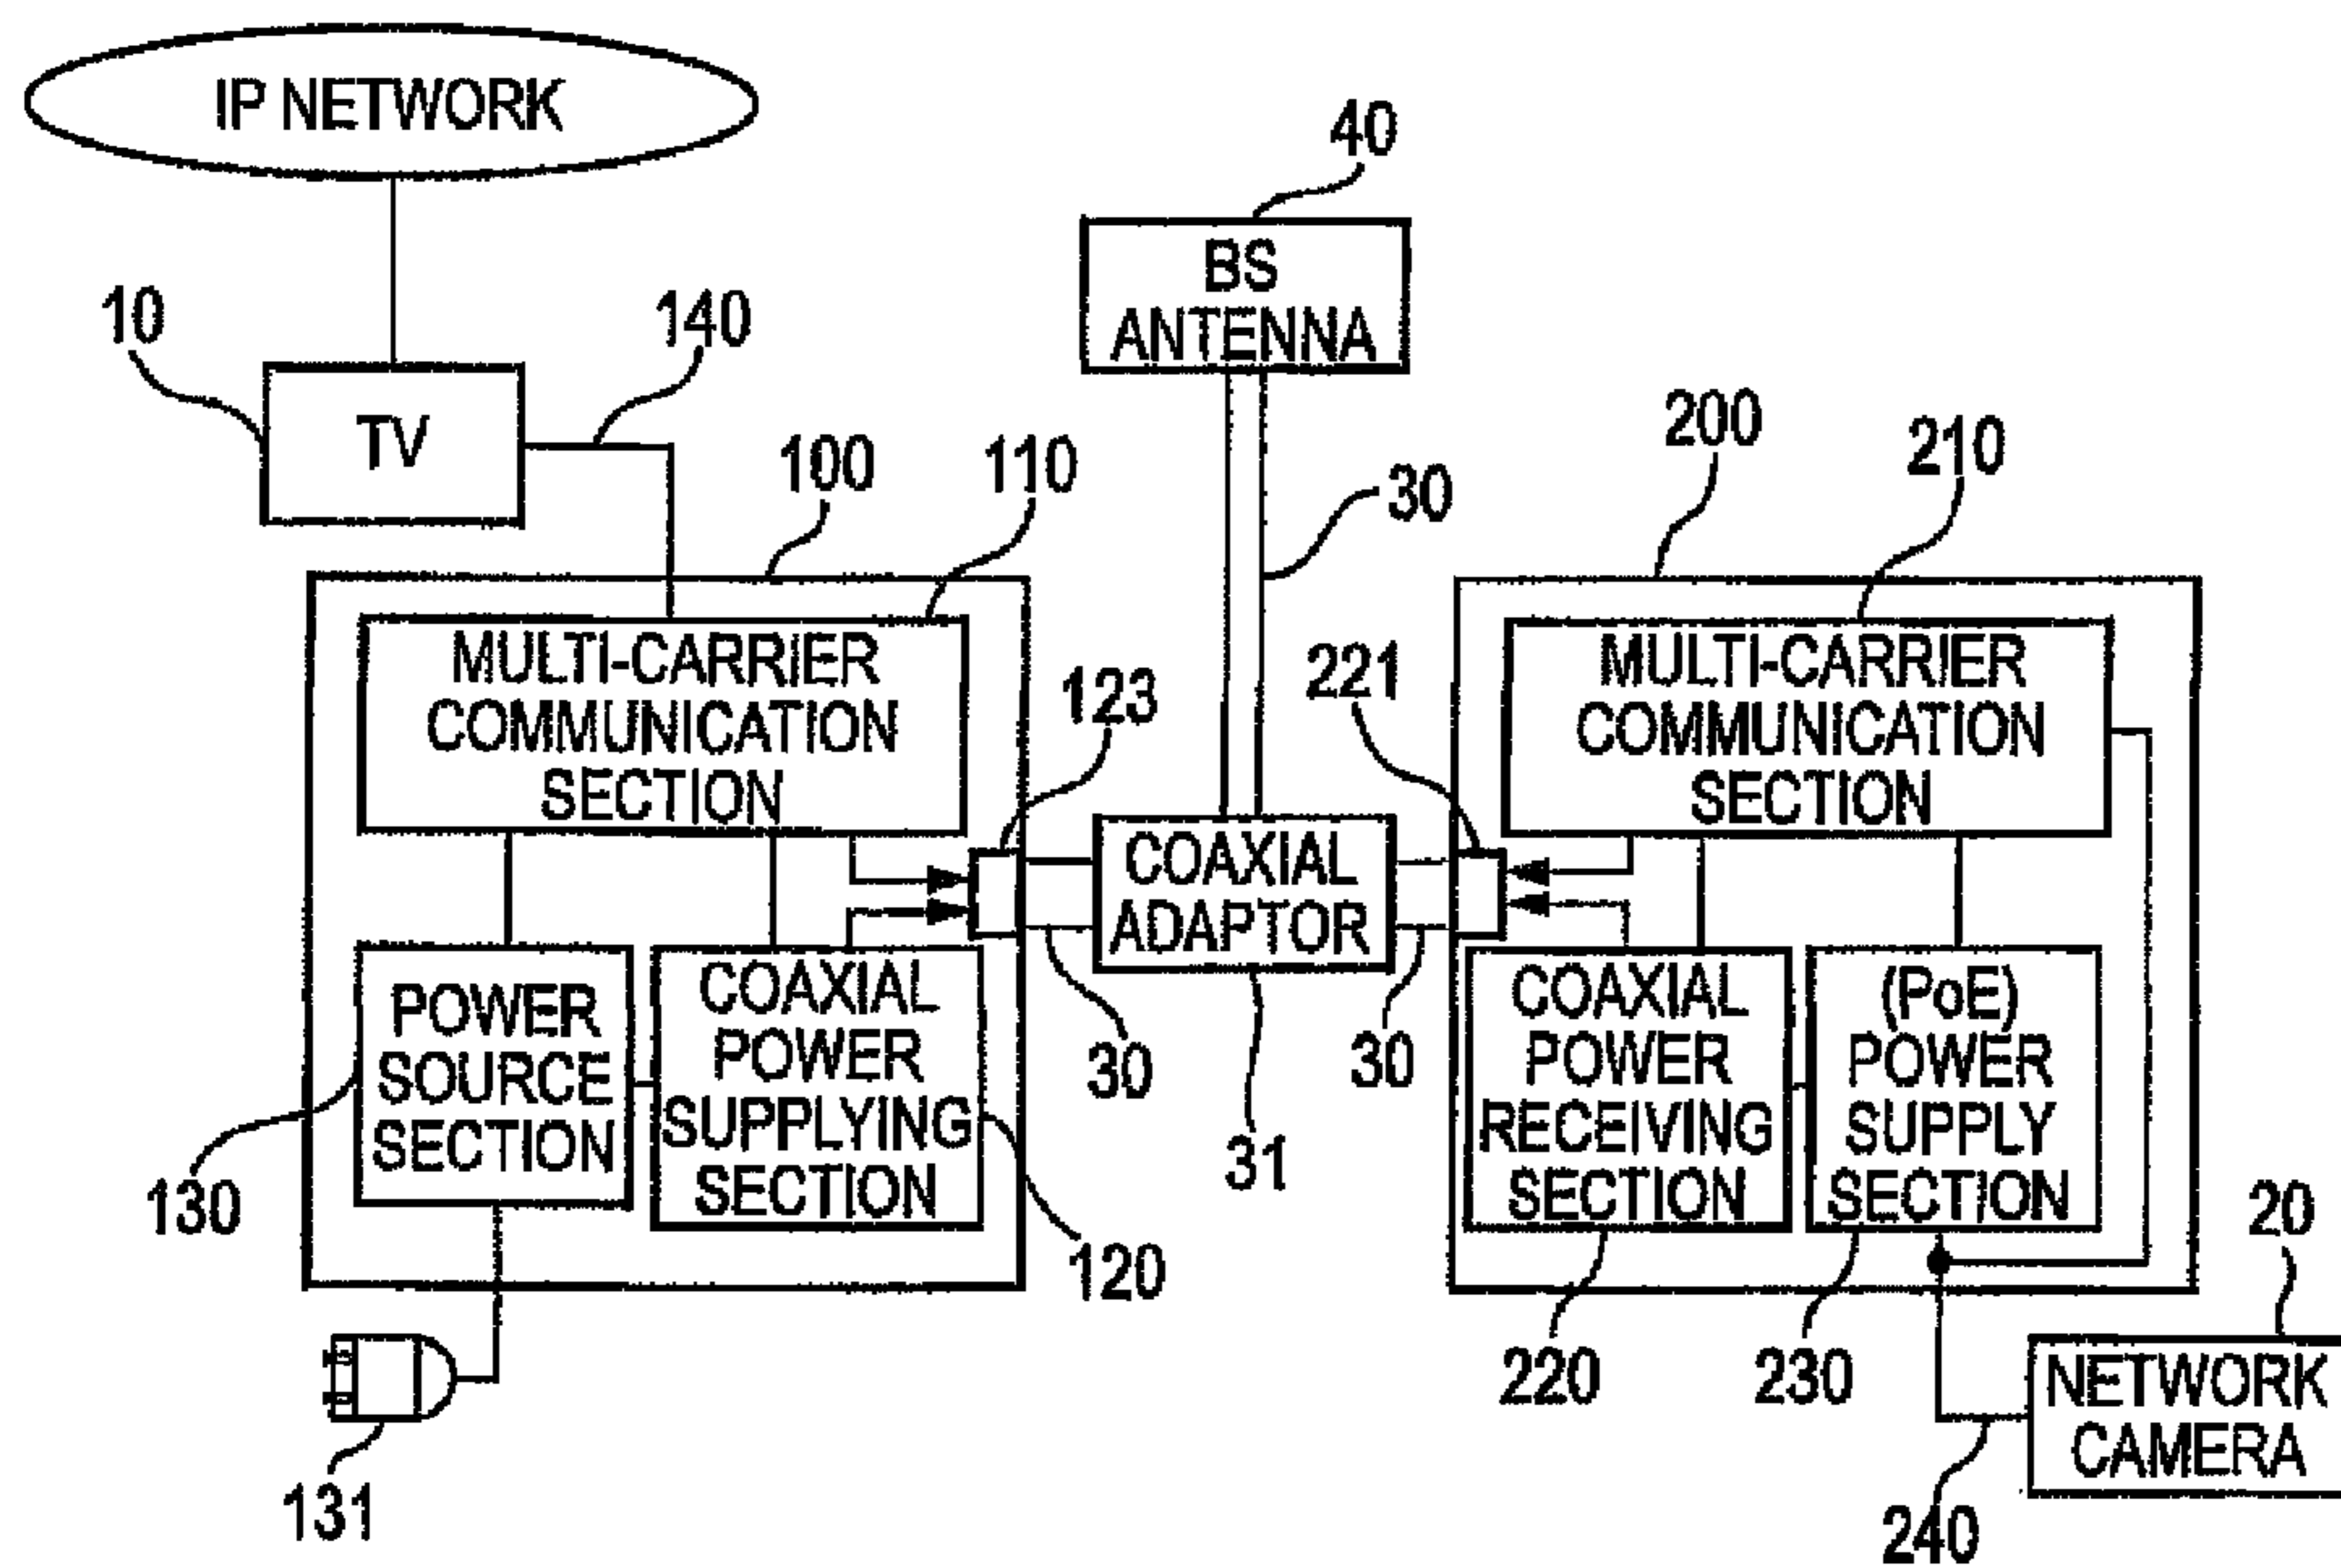 IP NETWORK
40
BS
ANTENNA
10
140
TV
200
100
110
210
30
MULTI-CARRIER
COMMUNICATION
SECTION
123
221
MULTI-CARRIER
COMMUNICATION
SECTION
COAXIAL
ADAPTOR
POWER
SOURCE
SECTION
COAXIAL
POWER
SUPPLYING
SECTION
30
30
31
COAXIAL
POWER
RECEIVING
SECTION
(PoE)
POWER
SUPPLY
SECTION
130
120
20
220
230
NETWORK
CAMERA
131
240